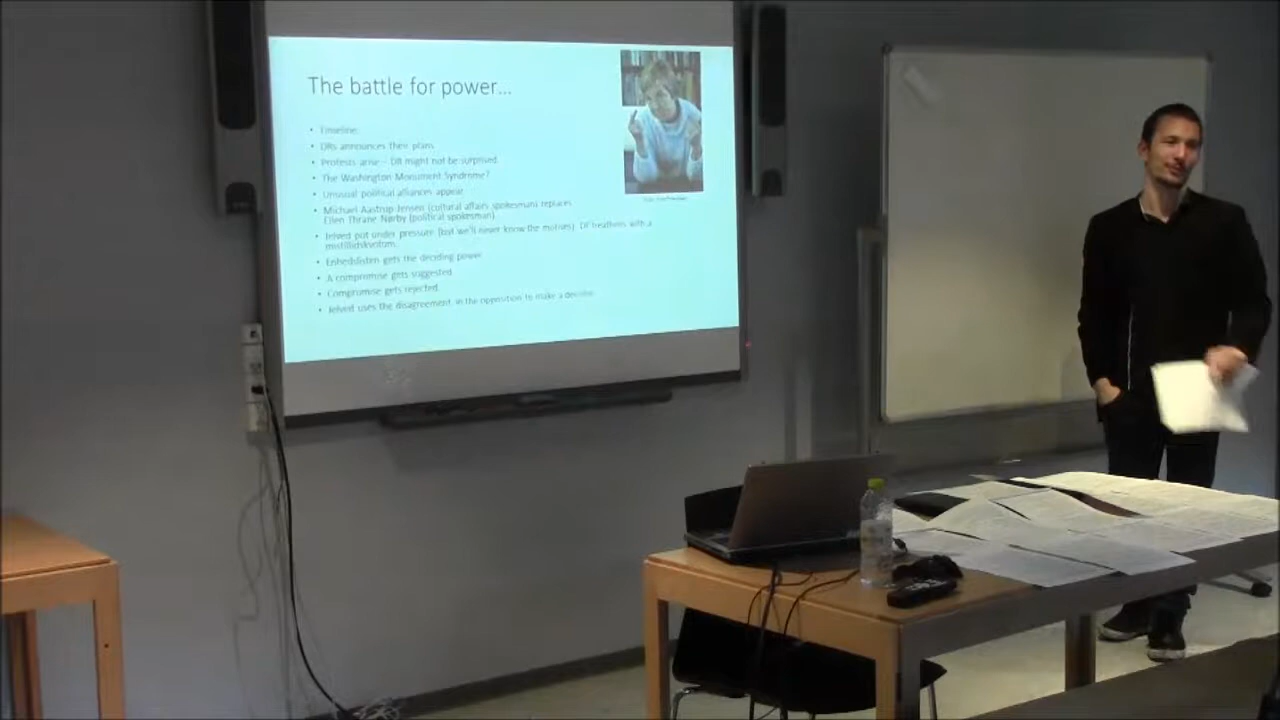 The battle for power...
• Timeline:
• DRs announces their plans
• Protests arise – DR might not be surprised.
• The Washington Monument Syndrome?
• Unusual political alliances appear
• Michael Aastrup Jensen (cultural affairs spokesman) replaces
Ellen Thrane Nørby (political spokesman).
• Jelved put under pressure (but we'll never know the motives). DF treathens with a
mistillidsvotum.
• Enhedslisten gets the deciding power
• A compromise gets suggested
• Compromise gets rejected
• Jelved uses the disagreement in the opposition to make a decision